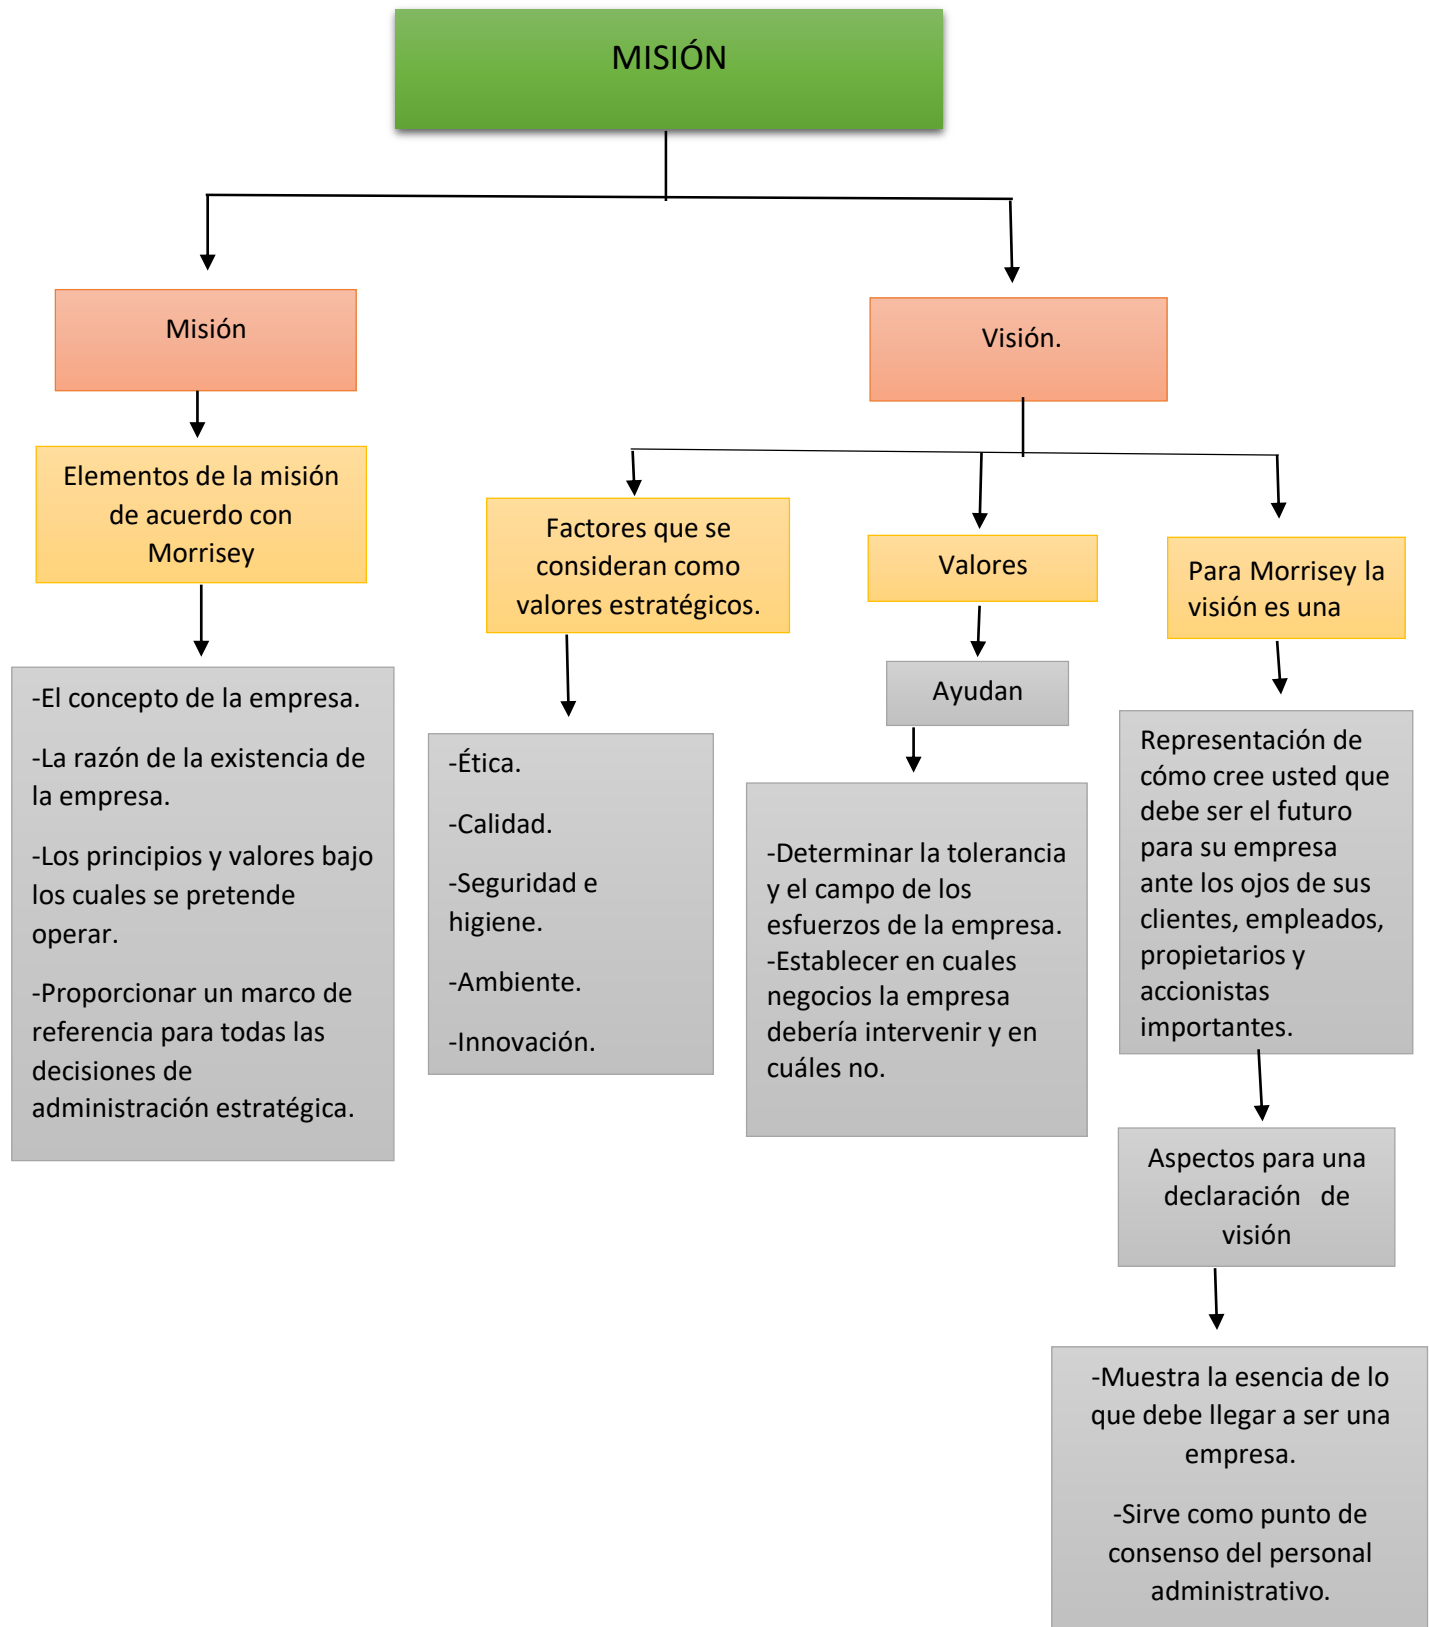 MISIÓN
Misión
Visión.
Elementos de la misión
de acuerdo con
Morrisey
Factores que se
consideran como
valores estratégicos.
Valores
Para Morrisey la
visión es una
-El concepto de la empresa.
-La razón de la existencia de
la empresa.
-Los principios y valores bajo
los cuales se pretende
operar.
-Proporcionar un marco de
referencia para todas las
decisiones de
administración estratégica.
-Ética.
-Calidad.
-Seguridad e
higiene.
-Ambiente.
-Innovación.
Ayudan
-Determinar la tolerancia
y el campo de los
esfuerzos de la empresa.
-Establecer en cuales
negocios la empresa
debería intervenir y en
cuáles no.
Representación de
cómo cree usted que
debe ser el futuro
para su empresa
ante los ojos de sus
clientes, empleados,
propietarios y
accionistas
importantes.
Aspectos para una
declaración de
visión
-Muestra la esencia de lo
que debe llegar a ser una
empresa.
-Sirve como punto de
consenso del personal
administrativo.